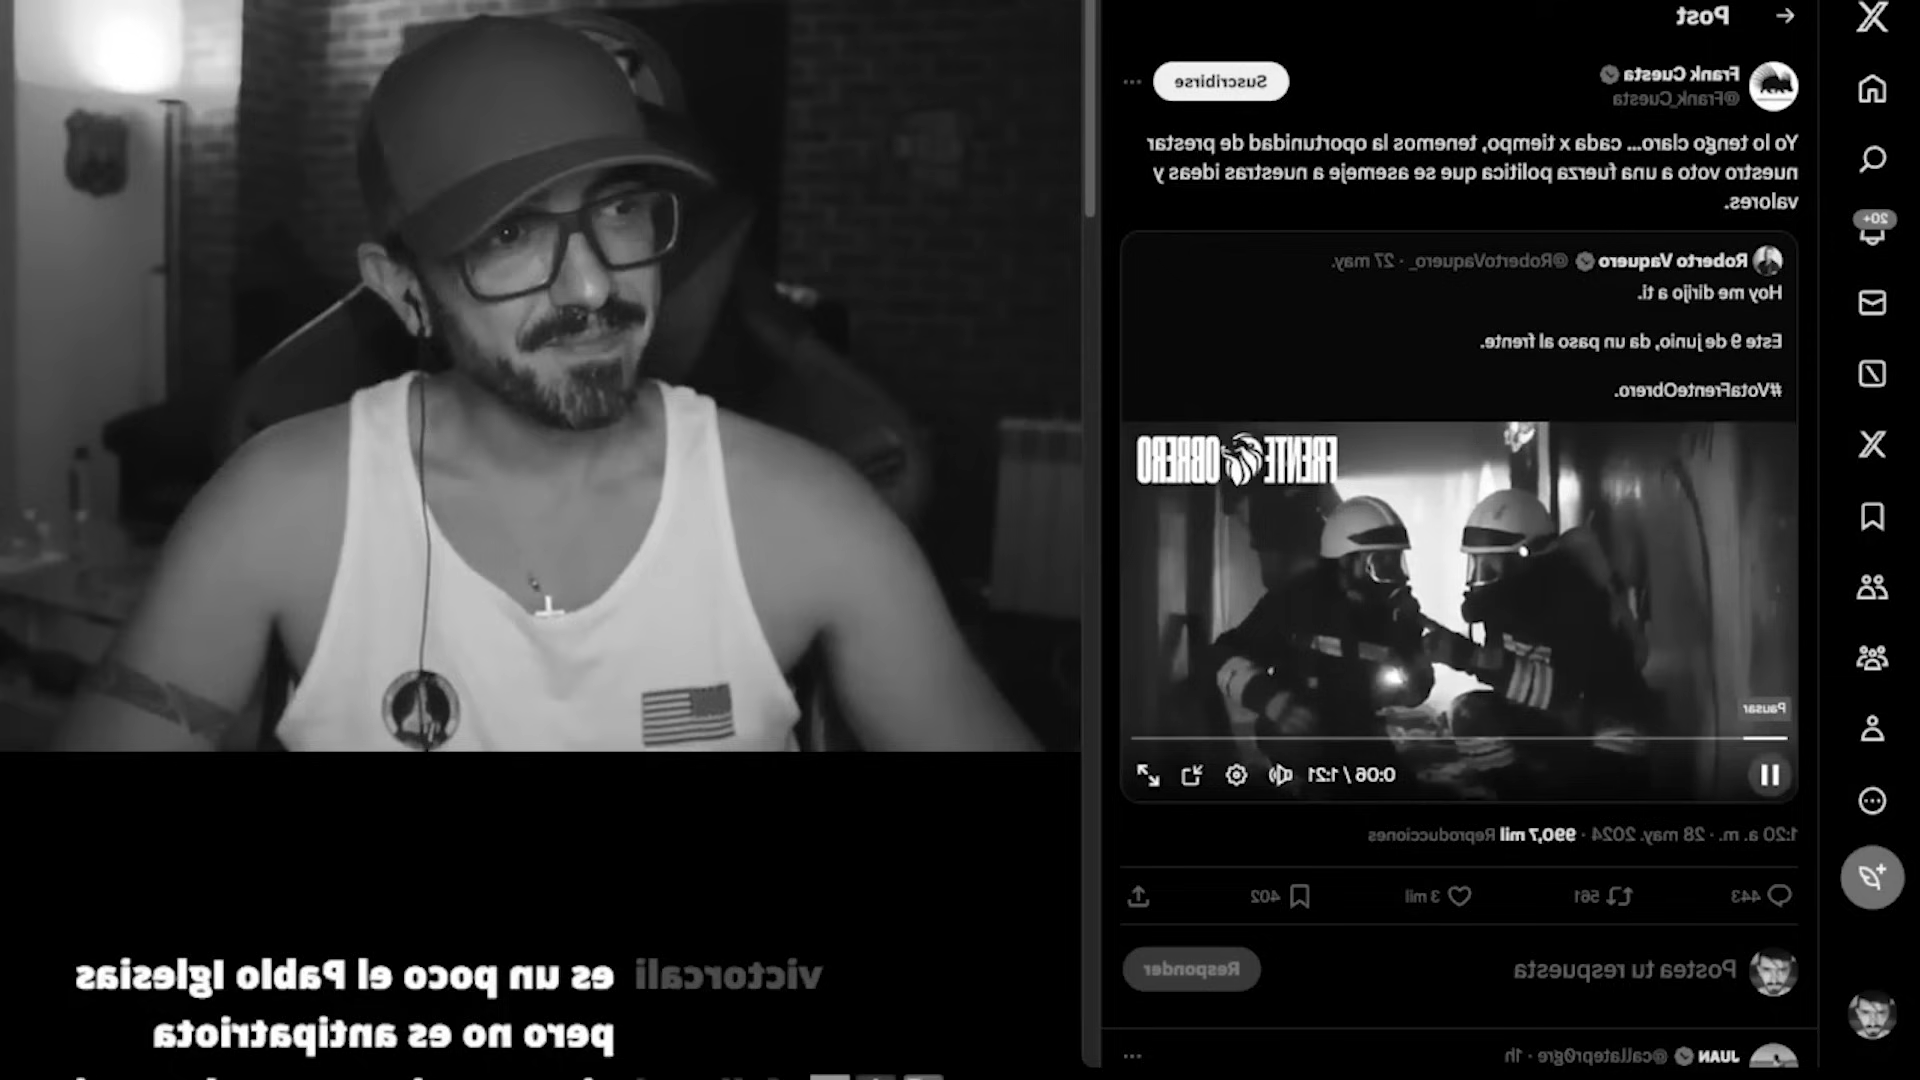 Post
Frank Cuesta
@Frank_Cuesta
Suscribirse
Yo lo tengo claro... cada x tiempo, tenemos la oportunidad de prestar
nuestro voto a una fuerza política que se asemeje a nuestras ideas y
valores.
20+
Roberto Vaquero @RobertoVaquero_ · 27 may.
Hoy me dirijo a ti.
Este 9 de junio, da un paso al frente.
#VotaFrenteObrero.
FRENTE OBRERO
Pausar
0:06 / 1:21
1:20 a. m. · 28 may. 2024 · 990,7 mil Reproducciones
443 561 3 mil 402
Postea tu respuesta
Responder
JUAN @callateprØgre · 1h
victorcali es un poco el Pablo Iglesias
pero no es antipatriota